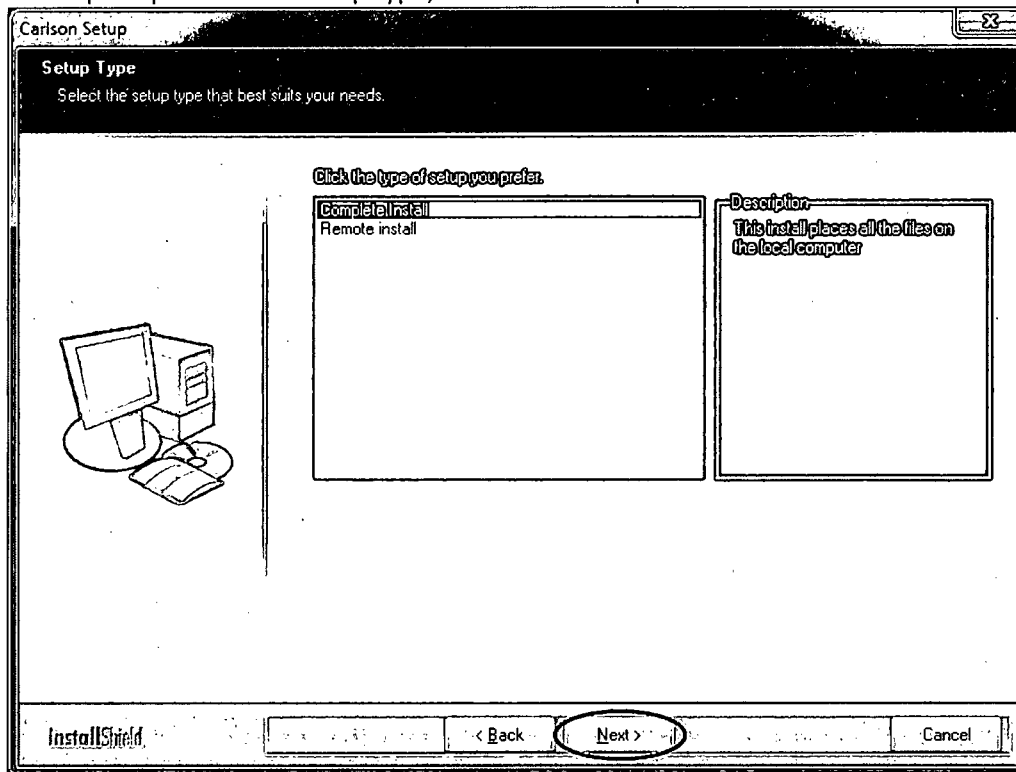 Carlson Setup
Setup Type
Select the setup type that best suits your needs.
Click the type of setup you prefer.
Complete Install
Remote install
Description
This install places all the files on
the local computer
InstallShield
< Back
Next >
Cancel